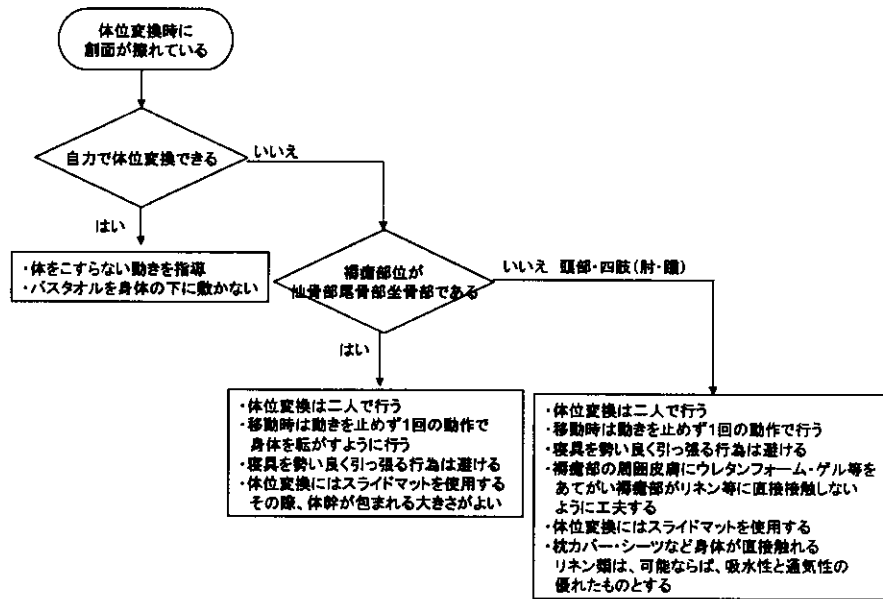 体位変換時に
創面が擦れている
自力で体位変換できる
いいえ
はい
・体をこすらない動きを指導
・バスタオルを身体の下に敷かない
褥瘡部位が
仙骨部尾骨部坐骨部である
いいえ 頭部・四肢(肘・踵)
はい
・体位変換は二人で行う
・移動時は動きを止めず1回の動作で
身体を転がすように行う
・寝具を勢い良く引っ張る行為は避ける
・体位変換にはスライドマットを使用する
その際、体幹が包まれる大きさがよい
・体位変換は二人で行う
・移動時は動きを止めず1回の動作で行う
・寝具を勢い良く引っ張る行為は避ける
・褥瘡部の周囲皮膚にウレタンフォーム・ゲル等を
あてがい褥瘡部がリネン等に直接接触しない
ように工夫する
・体位変換にはスライドマットを使用する
・枕カバー・シーツなど身体が直接触れる
リネン類は、可能ならば、吸水性と通気性の
優れたものとする